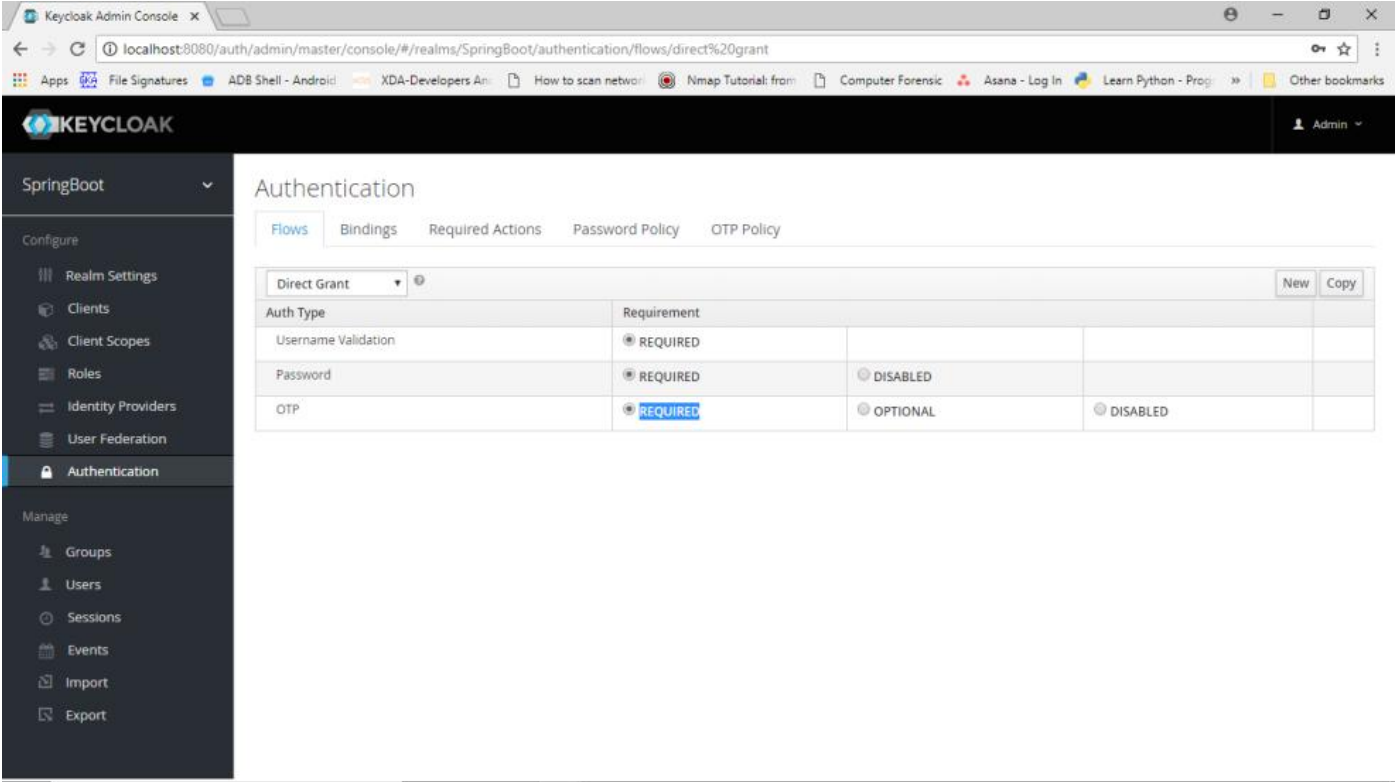 Keycloak Admin Console
localhost:8080/auth/admin/master/console/#/realms/SpringBoot/authentication/flows/direct%20grant
Apps File Signatures ADB Shell - Android XDA-Developers An How to scan networ Nmap Tutorial: from Computer Forensic Asana - Log In Learn Python - Prog » Other bookmarks
KEYCLOAK Admin
SpringBoot
Authentication
Flows Bindings Required Actions Password Policy OTP Policy
Configure
Realm Settings
Clients
Client Scopes
Roles
Identity Providers
User Federation
Authentication
Manage
Groups
Users
Sessions
Events
Import
Export
Direct Grant New Copy
Auth Type Requirement
Username Validation REQUIRED
Password REQUIRED DISABLED
OTP REQUIRED OPTIONAL DISABLED